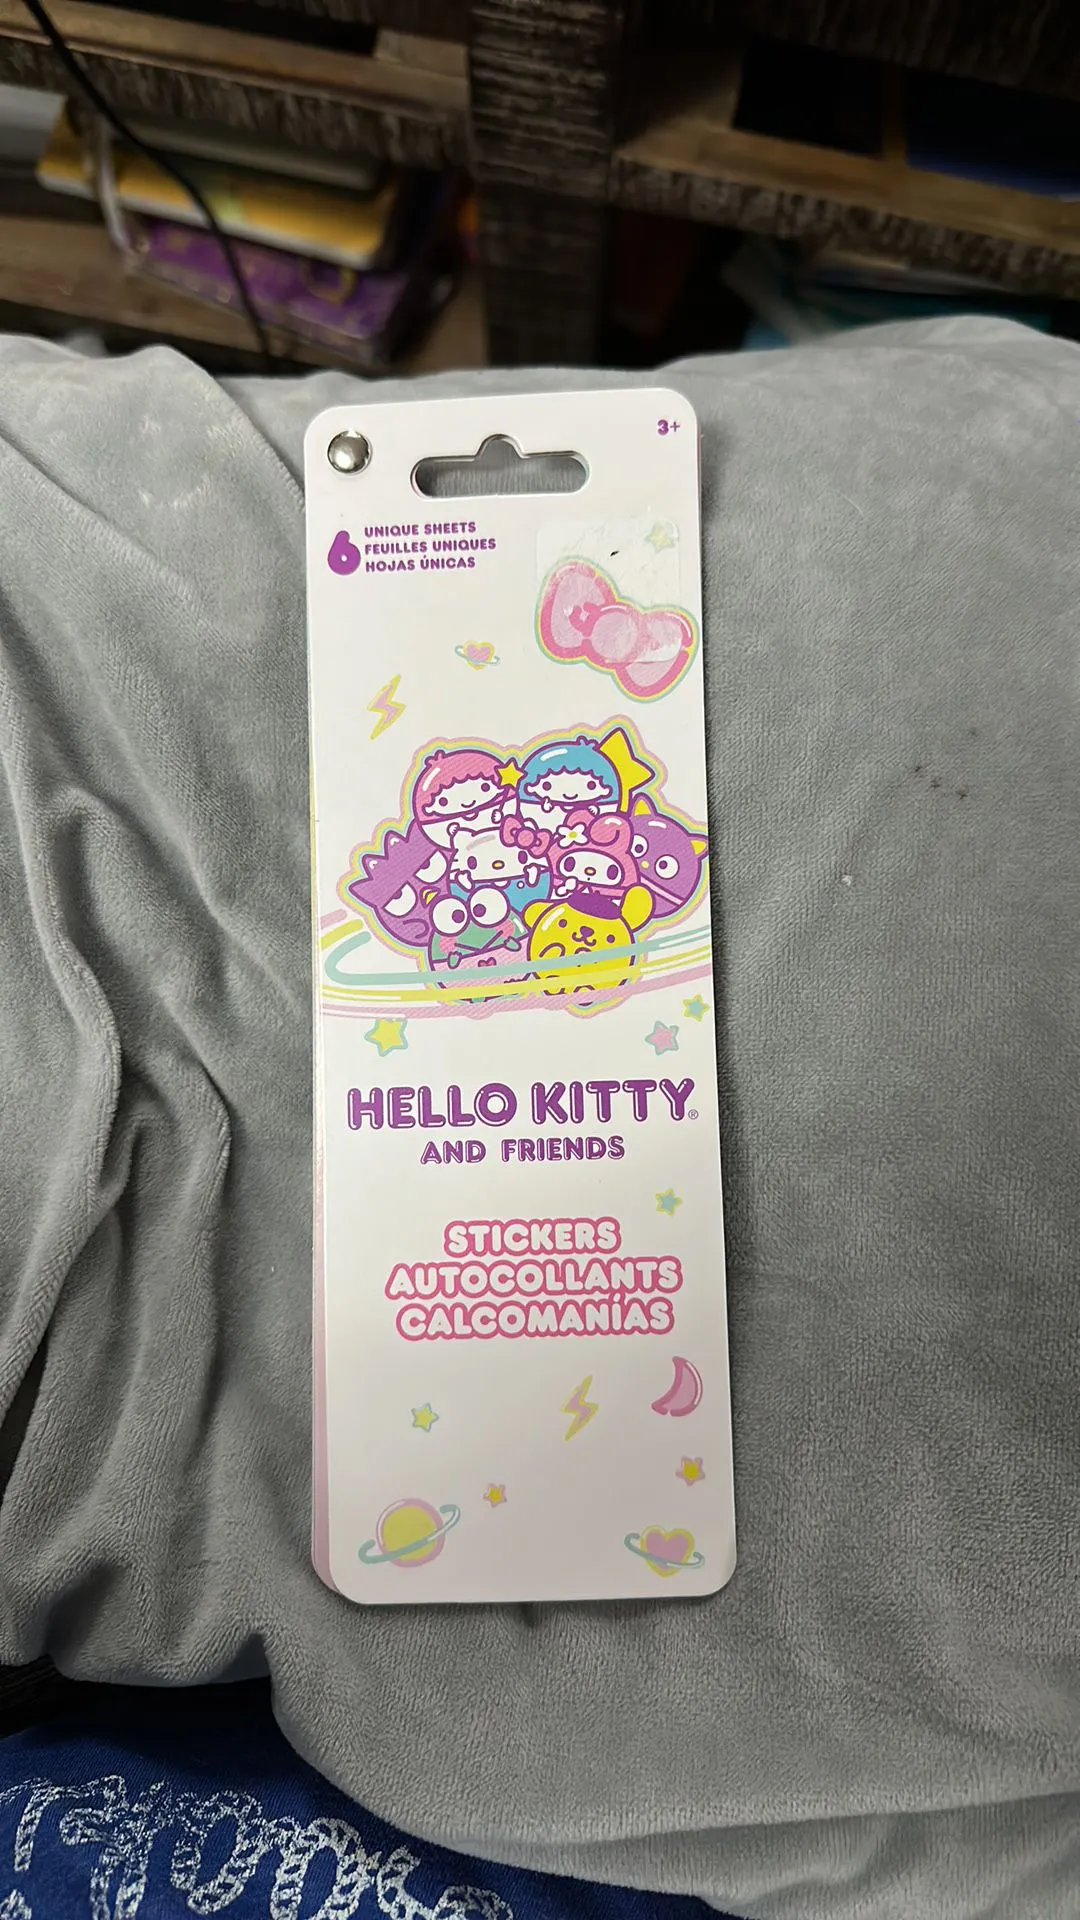 3+
6
UNIQUE SHEETS
FEUILLES UNIQUES
HOJAS ÚNICAS
HELLO KITTY®
AND FRIENDS
STICKERS
AUTOCOLLANTS
CALCOMANÍAS